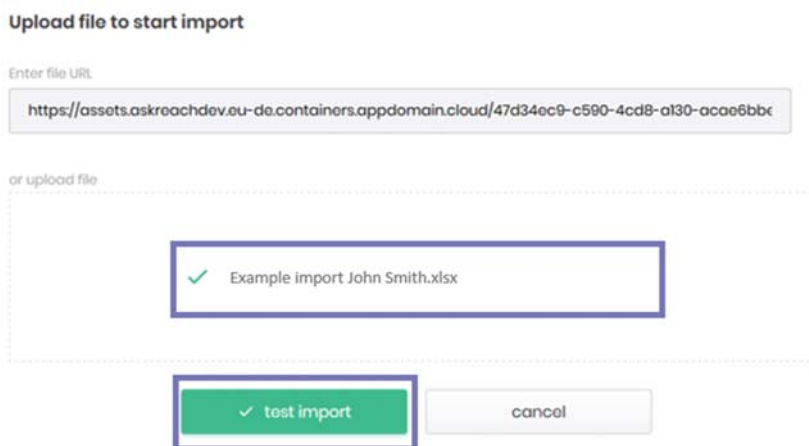 Upload file to start import
Enter file URL
https://assets.askreachdev.eu-de.containers.appdomain.cloud/47d34ec9-c590-4cd8-a130-acae6bbe
or upload file
Example import John Smith.xlsx
test import
cancel